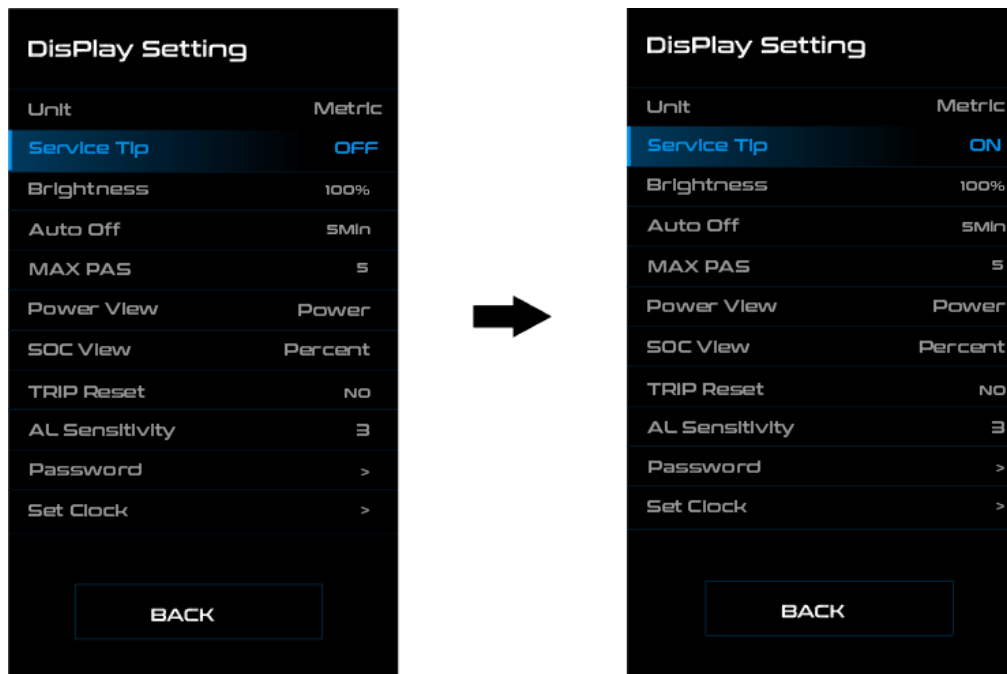 DisPlay Setting
Unit Metric
Service Tip OFF
Brightness 100%
Auto Off 5Min
MAX PAS 5
Power View Power
SOC View Percent
TRIP Reset NO
AL Sensitivity 3
Password >
Set Clock >
BACK
DisPlay Setting
Unit Metric
Service Tip ON
Brightness 100%
Auto Off 5Min
MAX PAS 5
Power View Power
SOC View Percent
TRIP Reset NO
AL Sensitivity 3
Password >
Set Clock >
BACK